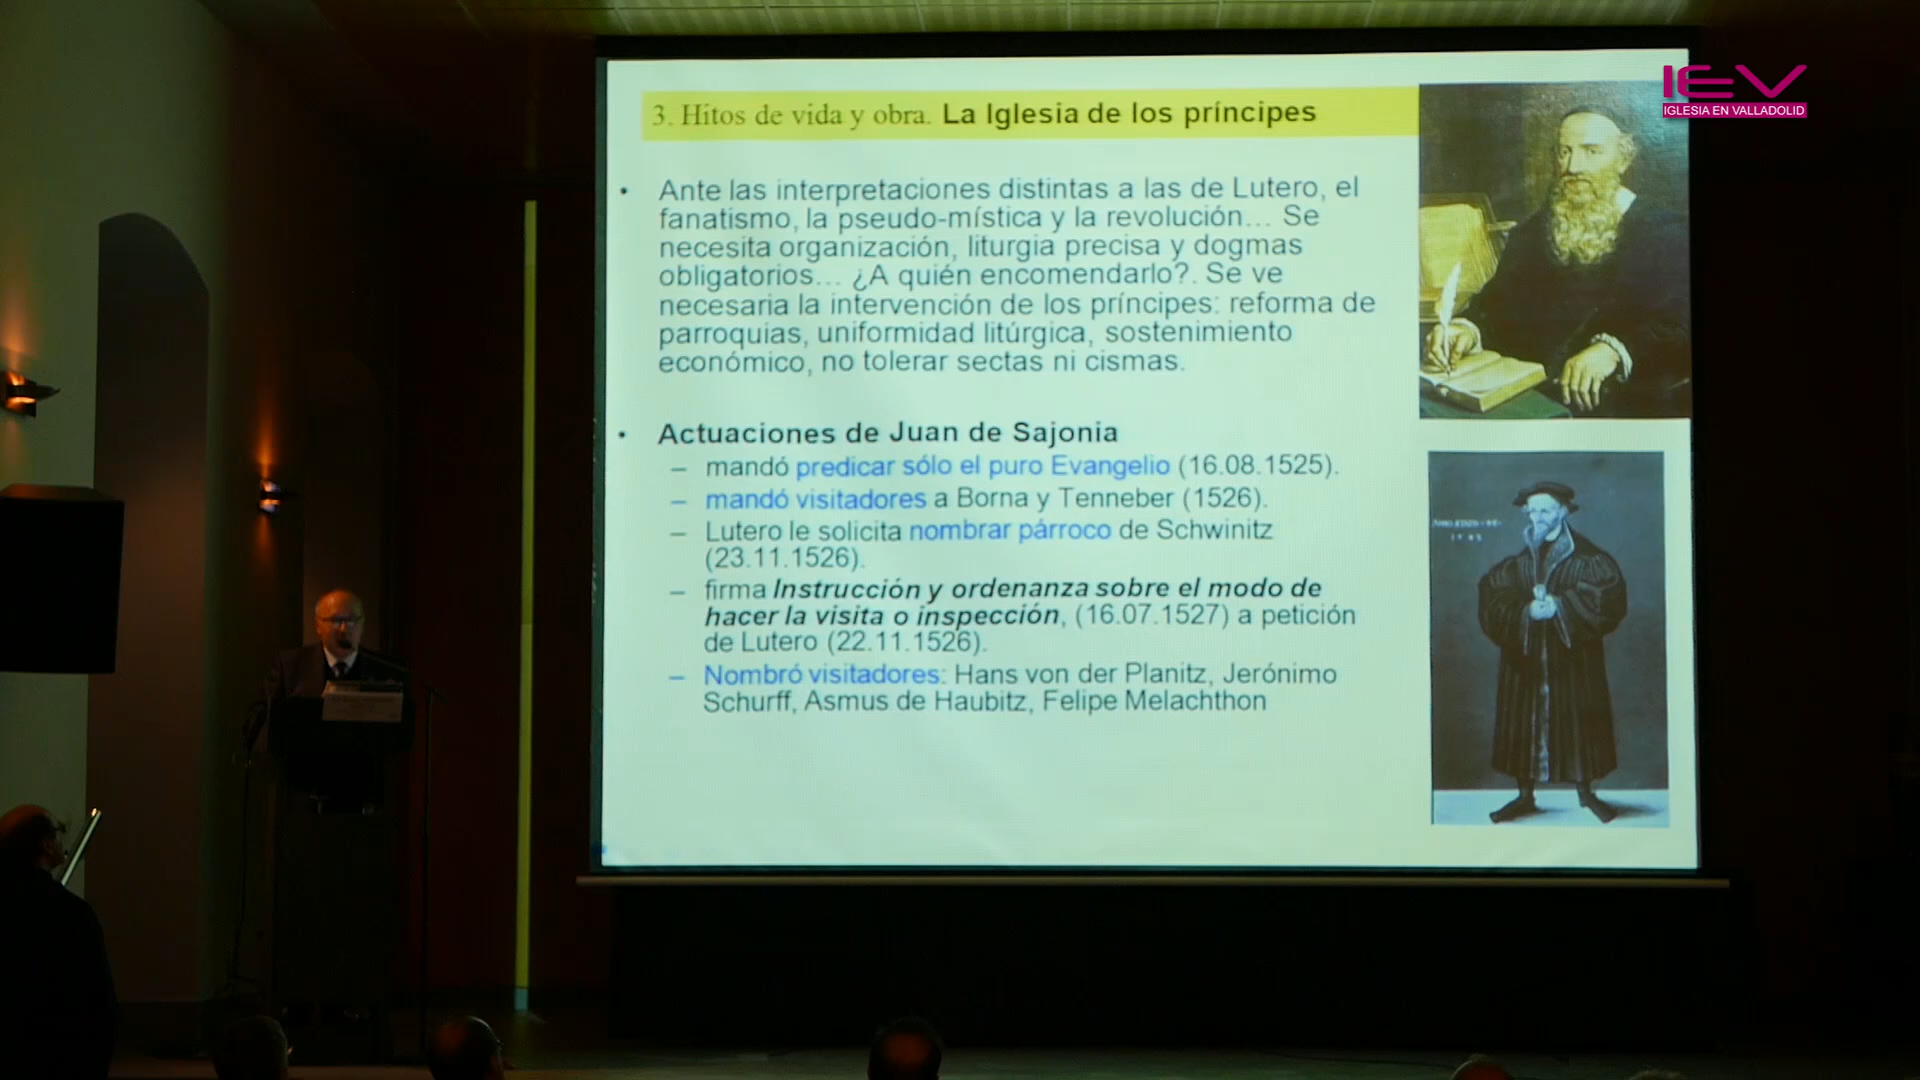 IEV
IGLESIA EN VALLADOLID
3. Hitos de vida y obra. La Iglesia de los príncipes
• Ante las interpretaciones distintas a las de Lutero, el
fanatismo, la pseudo-mística y la revolución... Se
necesita organización, liturgia precisa y dogmas
obligatorios... ¿A quién encomendarlo?. Se ve
necesaria la intervención de los príncipes: reforma de
parroquias, uniformidad litúrgica, sostenimiento
económico, no tolerar sectas ni cismas.
• Actuaciones de Juan de Sajonia
– mandó predicar sólo el puro Evangelio (16.08.1525).
– mandó visitadores a Borna y Tenneber (1526).
– Lutero le solicita nombrar párroco de Schwinitz
(23.11.1526).
– firma Instrucción y ordenanza sobre el modo de
hacer la visita o inspección, (16.07.1527) a petición
de Lutero (22.11.1526).
– Nombró visitadores: Hans von der Planitz, Jerónimo
Schurff, Asmus de Haubitz, Felipe Melachthon